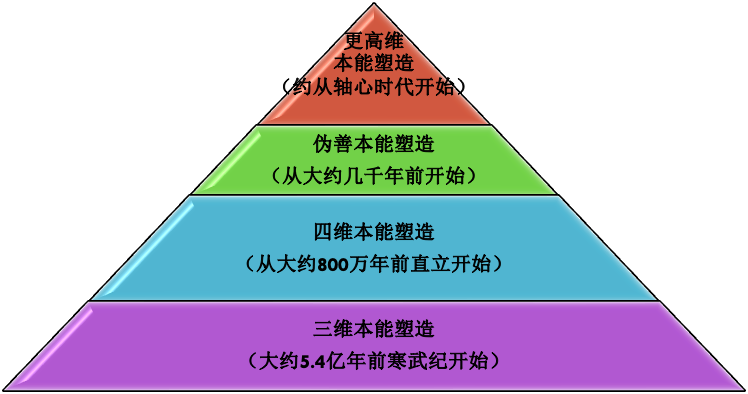 更高维
本能塑造
（约从轴心时代开始）
伪善本能塑造
（从大约几千年前开始）
四维本能塑造
（从大约800万年前直立开始）
三维本能塑造
（大约5.4亿年前寒武纪开始）